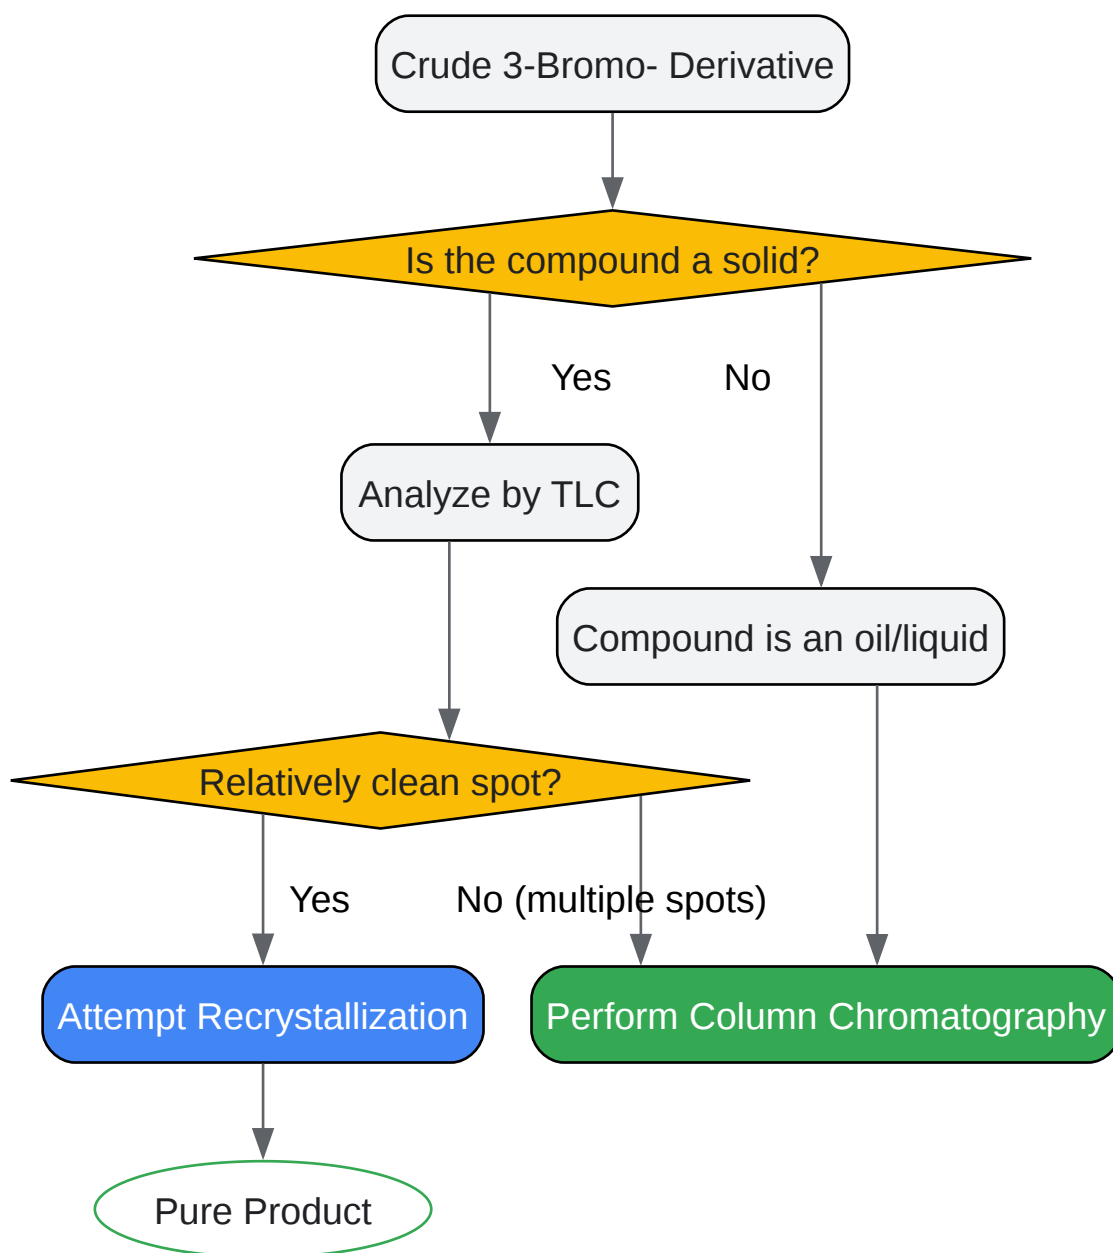 Crude 3-Bromo- Derivative
Is the compound a solid?
Yes
No
Analyze by TLC
Compound is an oil/liquid
Relatively clean spot?
Yes
No (multiple spots)
Attempt Recrystallization
Perform Column Chromatography
Pure Product